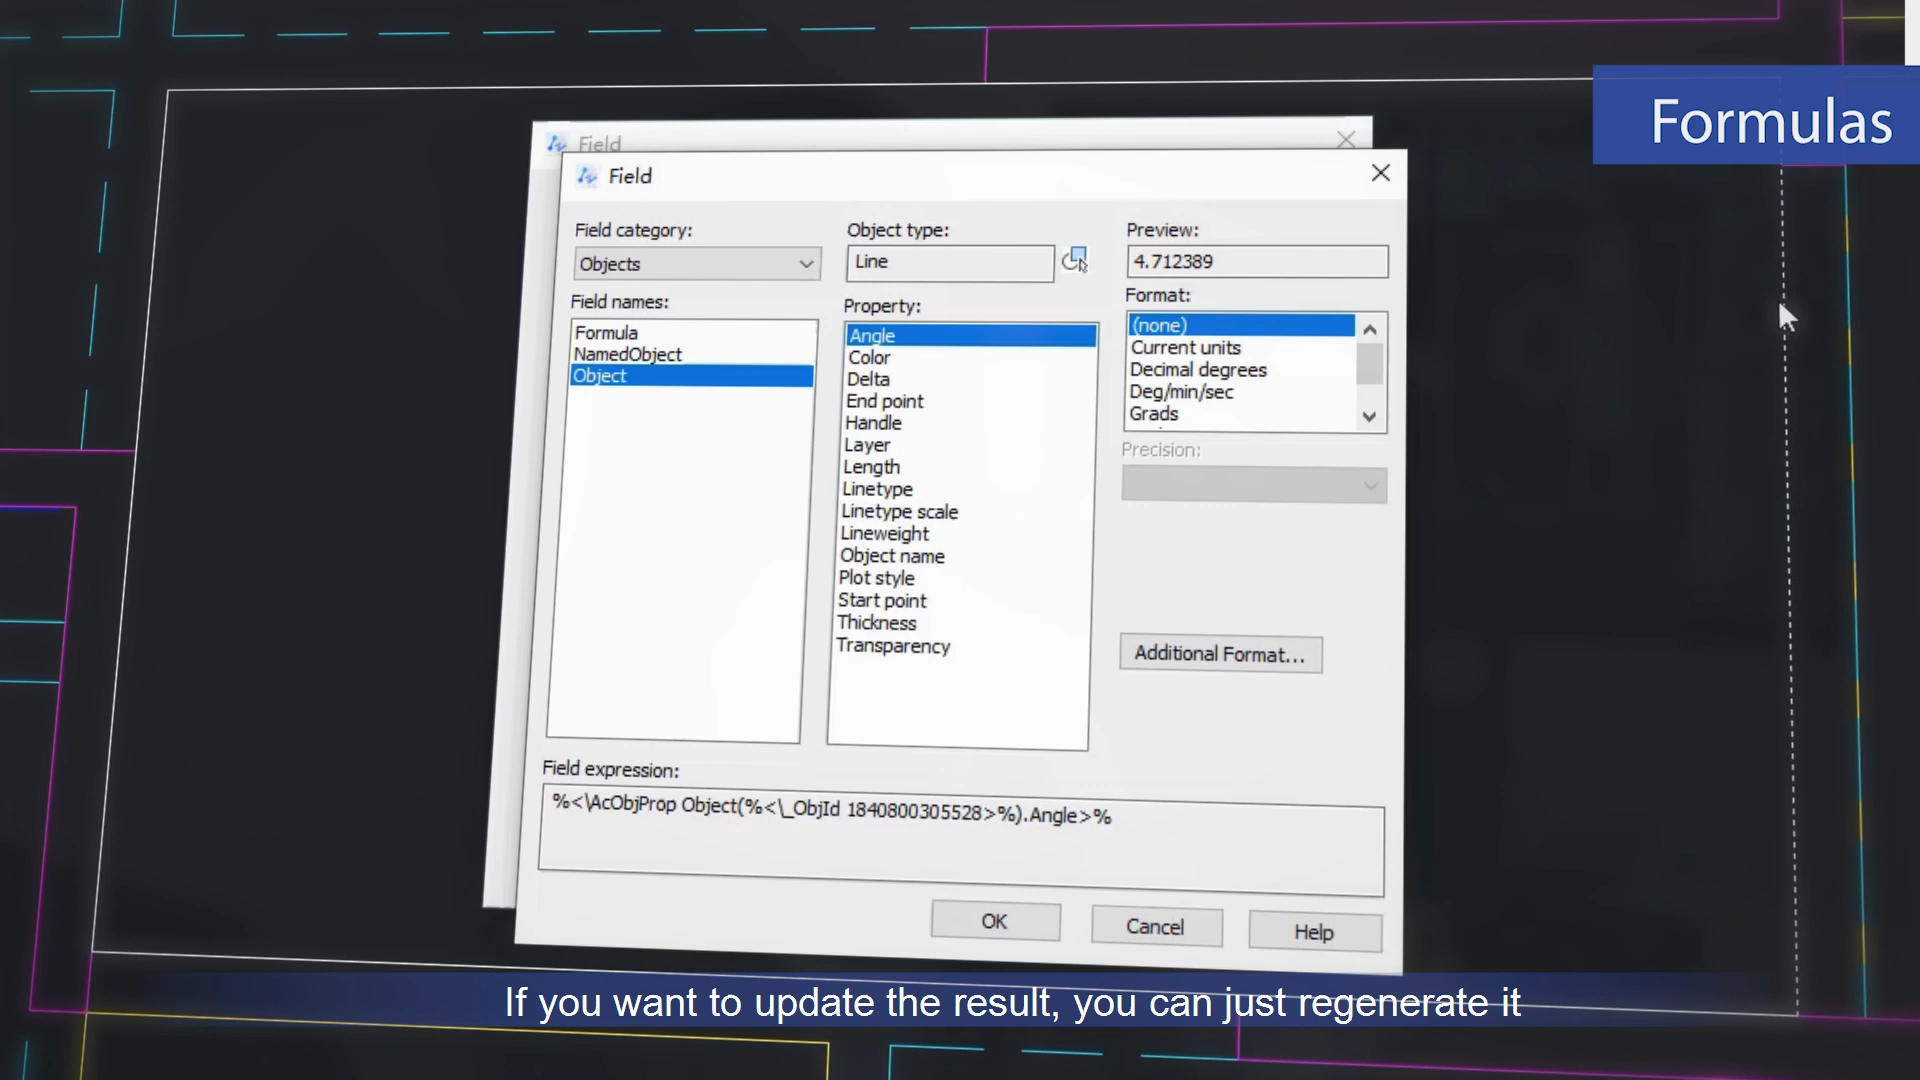 Formulas
Field
Field
Field category:
Objects
Field names:
Formula
NamedObject
Object
Object type:
Line
Property:
Angle
Color
Delta
End point
Handle
Layer
Length
Linetype
Linetype scale
Lineweight
Object name
Plot style
Start point
Thickness
Transparency
Preview:
4.712389
Format:
(none)
Current units
Decimal degrees
Deg/min/sec
Grads
Precision:
Additional Format...
Field expression:
%<\AcObjProp Object(%<\_ObjId 1840800305528>%).Angle>%
OK
Cancel
Help
If you want to update the result, you can just regenerate it